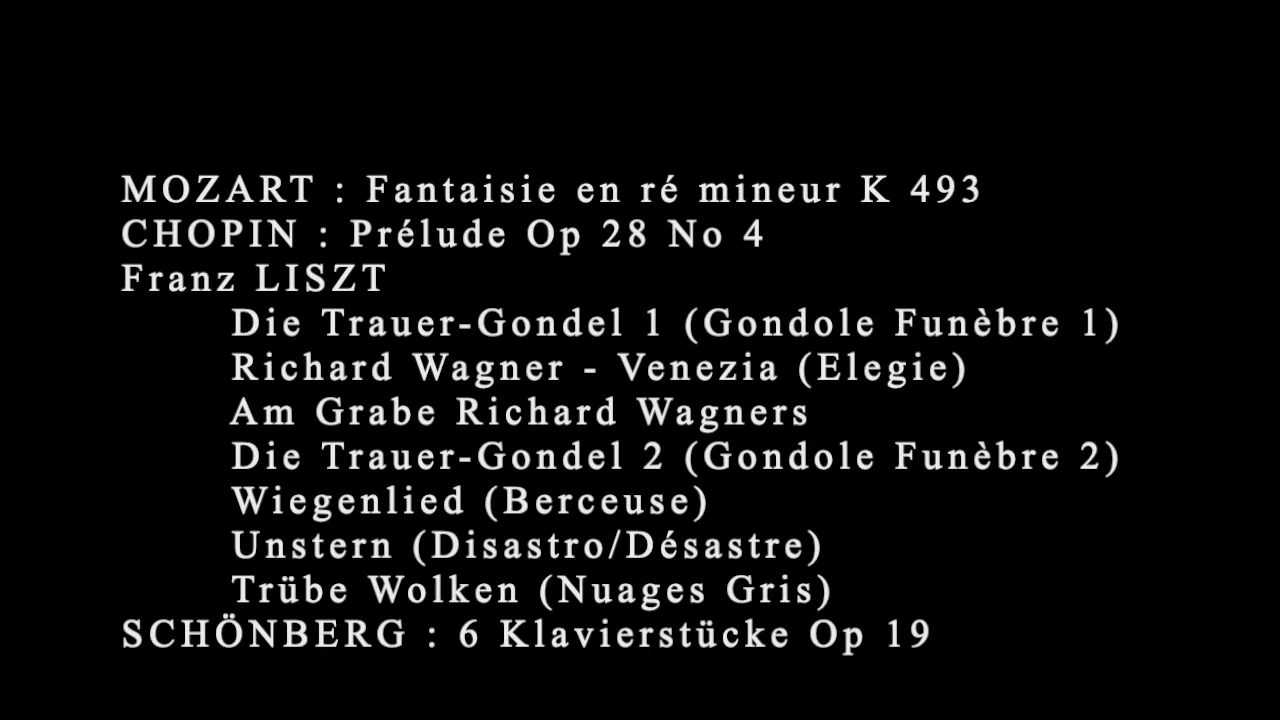 MOZART : Fantaisie en ré mineur K 493
CHOPIN : Prélude Op 28 No 4
Franz LISZT
Die Trauer-Gondel 1 (Gondole Funèbre 1)
Richard Wagner - Venezia (Elegie)
Am Grabe Richard Wagners
Die Trauer-Gondel 2 (Gondole Funèbre 2)
Wiegenlied (Berceuse)
Unstern (Disastro/Désastre)
Trübe Wolken (Nuages Gris)
SCHÖNBERG : 6 Klavierstücke Op 19